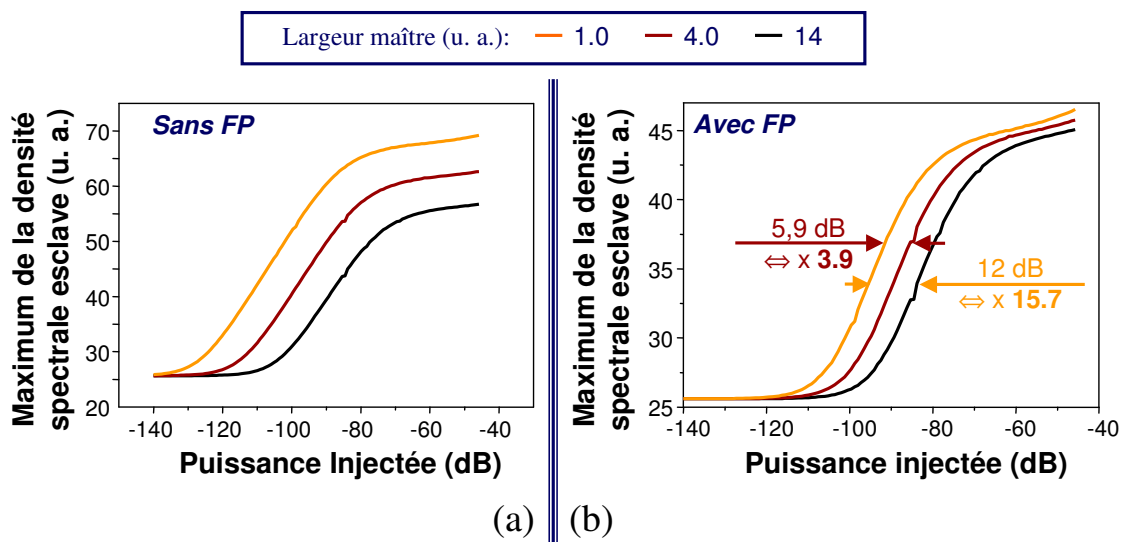 Largeur maître (u. a.): 1.0 4.0 14
Maximum de la densité
spectrale esclave (u. a.)
Sans FP
70
60
50
40
30
20
-140 -120 -100 -80 -60 -40
Puissance Injectée (dB)
(a)
Maximum de la densité
spectrale esclave (u. a.)
Avec FP
45
40
35
30
25
5,9 dB
⇔ x 3.9
12 dB
⇔ x 15.7
-140 -120 -100 -80 -60 -40
Puissance injectée (dB)
(b)